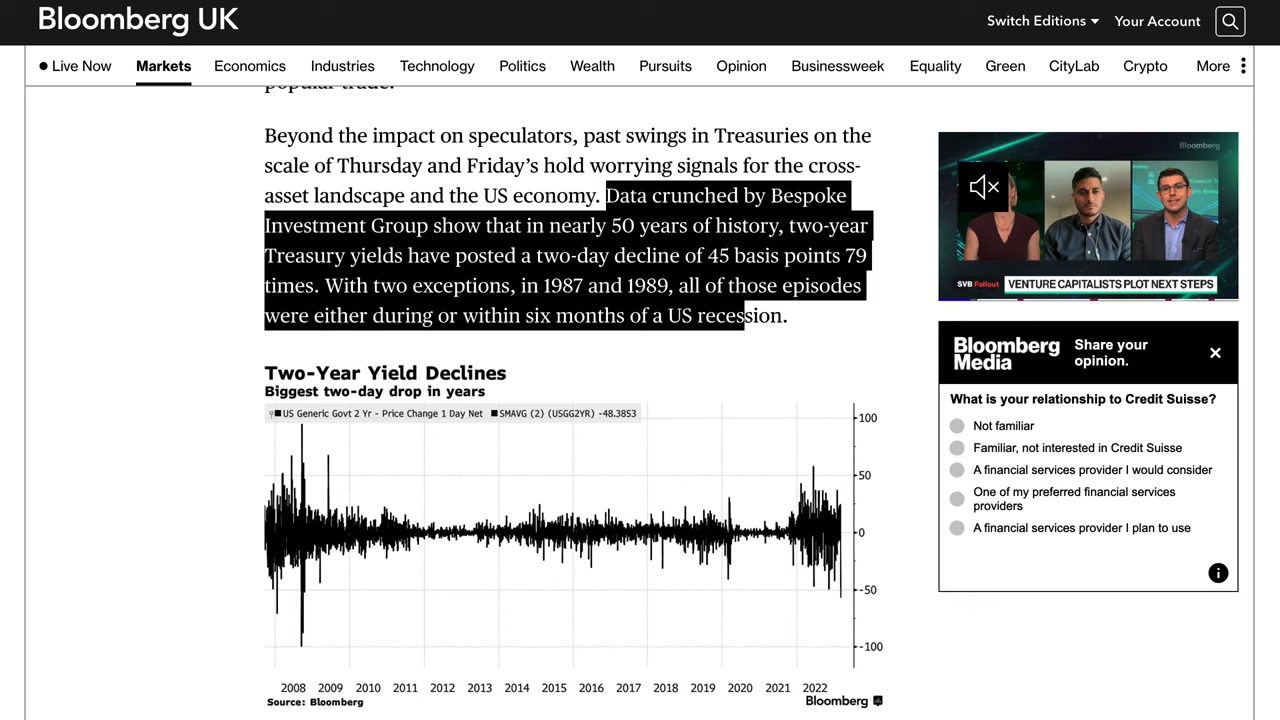 Bloomberg UK
Switch Editions
Your Account
Live Now
Markets
Economics
Industries
Technology
Politics
Wealth
Pursuits
Opinion
Businessweek
Equality
Green
CityLab
Crypto
More
popular trade.
Beyond the impact on speculators, past swings in Treasuries on the
scale of Thursday and Friday’s hold worrying signals for the cross-
asset landscape and the US economy. Data crunched by Bespoke
Investment Group show that in nearly 50 years of history, two-year
Treasury yields have posted a two-day decline of 45 basis points 79
times. With two exceptions, in 1987 and 1989, all of those episodes
were either during or within six months of a US recession.
Two-Year Yield Declines
Biggest two-day drop in years
US Generic Govt 2 Yr - Price Change 1 Day Net
SMAVG (2) (USGG2YR) -48.3853
100
50
0
-50
-100
2008 2009 2010 2011 2012 2013 2014 2015 2016 2017 2018 2019 2020 2021 2022
Source: Bloomberg
Bloomberg
Bloomberg
SVB Fallout
VENTURE CAPITALISTS PLOT NEXT STEPS
Bloomberg
Media
Share your
opinion.
What is your relationship to Credit Suisse?
Not familiar
Familiar, not interested in Credit Suisse
A financial services provider I would consider
One of my preferred financial services
providers
A financial services provider I plan to use